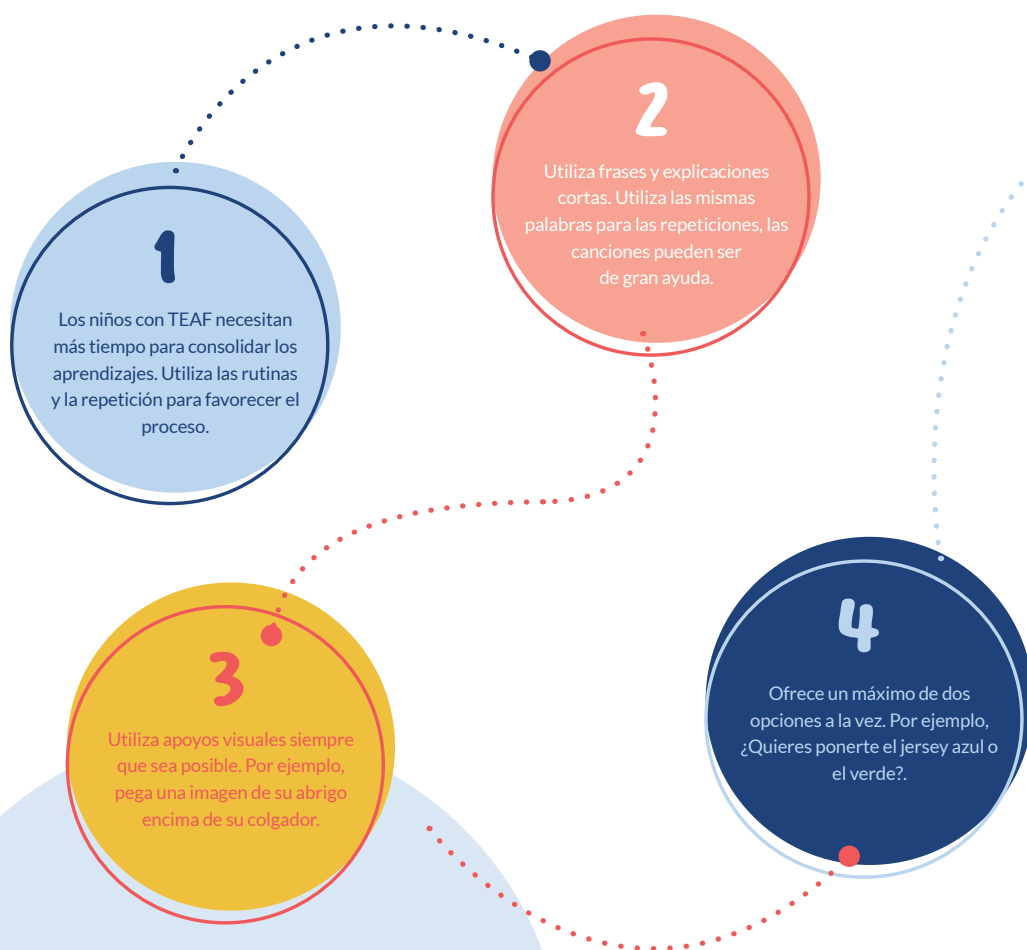 1
Los niños con TEAF necesitan
más tiempo para consolidar los
aprendizajes. Utiliza las rutinas
y la repetición para favorecer el
proceso.
2
Utiliza frases y explicaciones
cortas. Utiliza las mismas
palabras para las repeticiones, las
canciones pueden ser
de gran ayuda.
3
Utiliza apoyos visuales siempre
que sea posible. Por ejemplo,
pega una imagen de su abrigo
encima de su colgador.
4
Ofrece un máximo de dos
opciones a la vez. Por ejemplo,
¿Quieres ponerte el jersey azul o
el verde?.